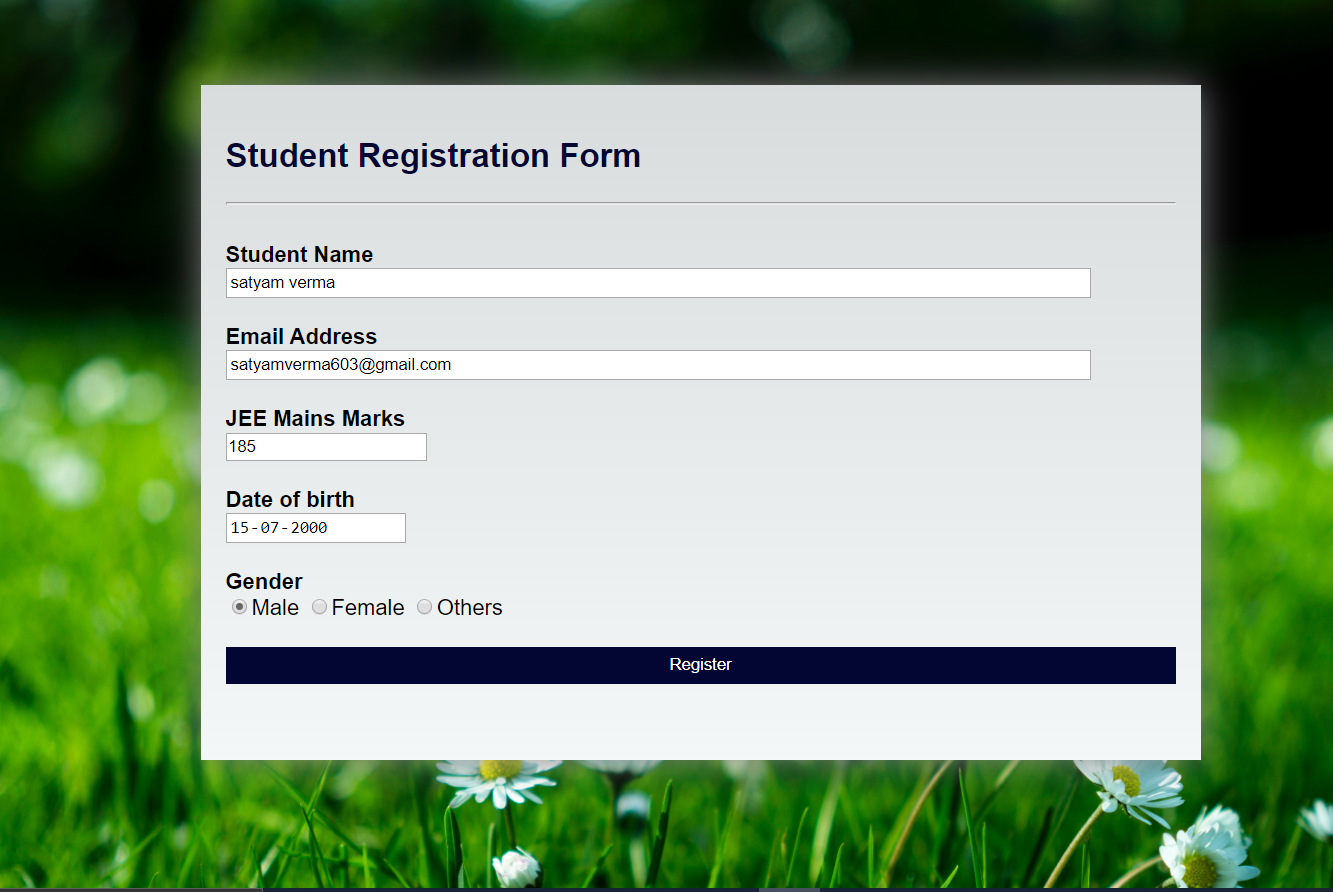 Student Registration Form
Student Name
satyam verma
Email Address
satyamverma603@gmail.com
JEE Mains Marks
185
Date of birth
15-07-2000
Gender
Male Female Others
Register